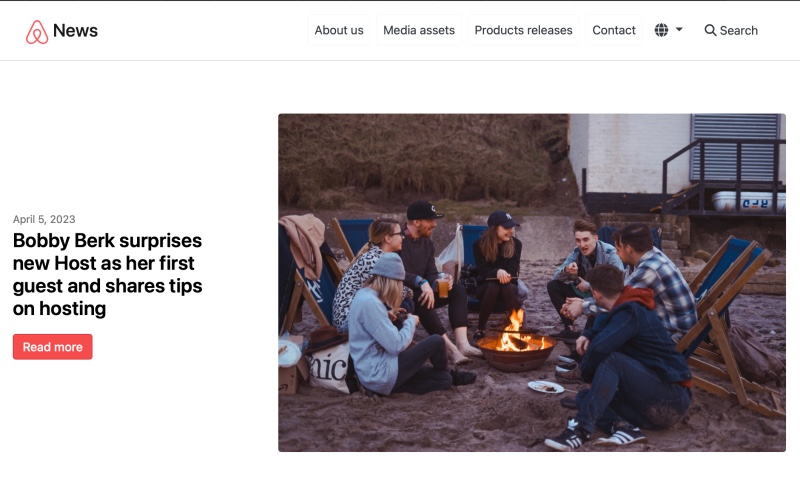 News
About us
Media assets
Products releases
Contact
Search
April 5, 2023
Bobby Berk surprises
new Host as her first
guest and shares tips
on hosting
Read more
nic